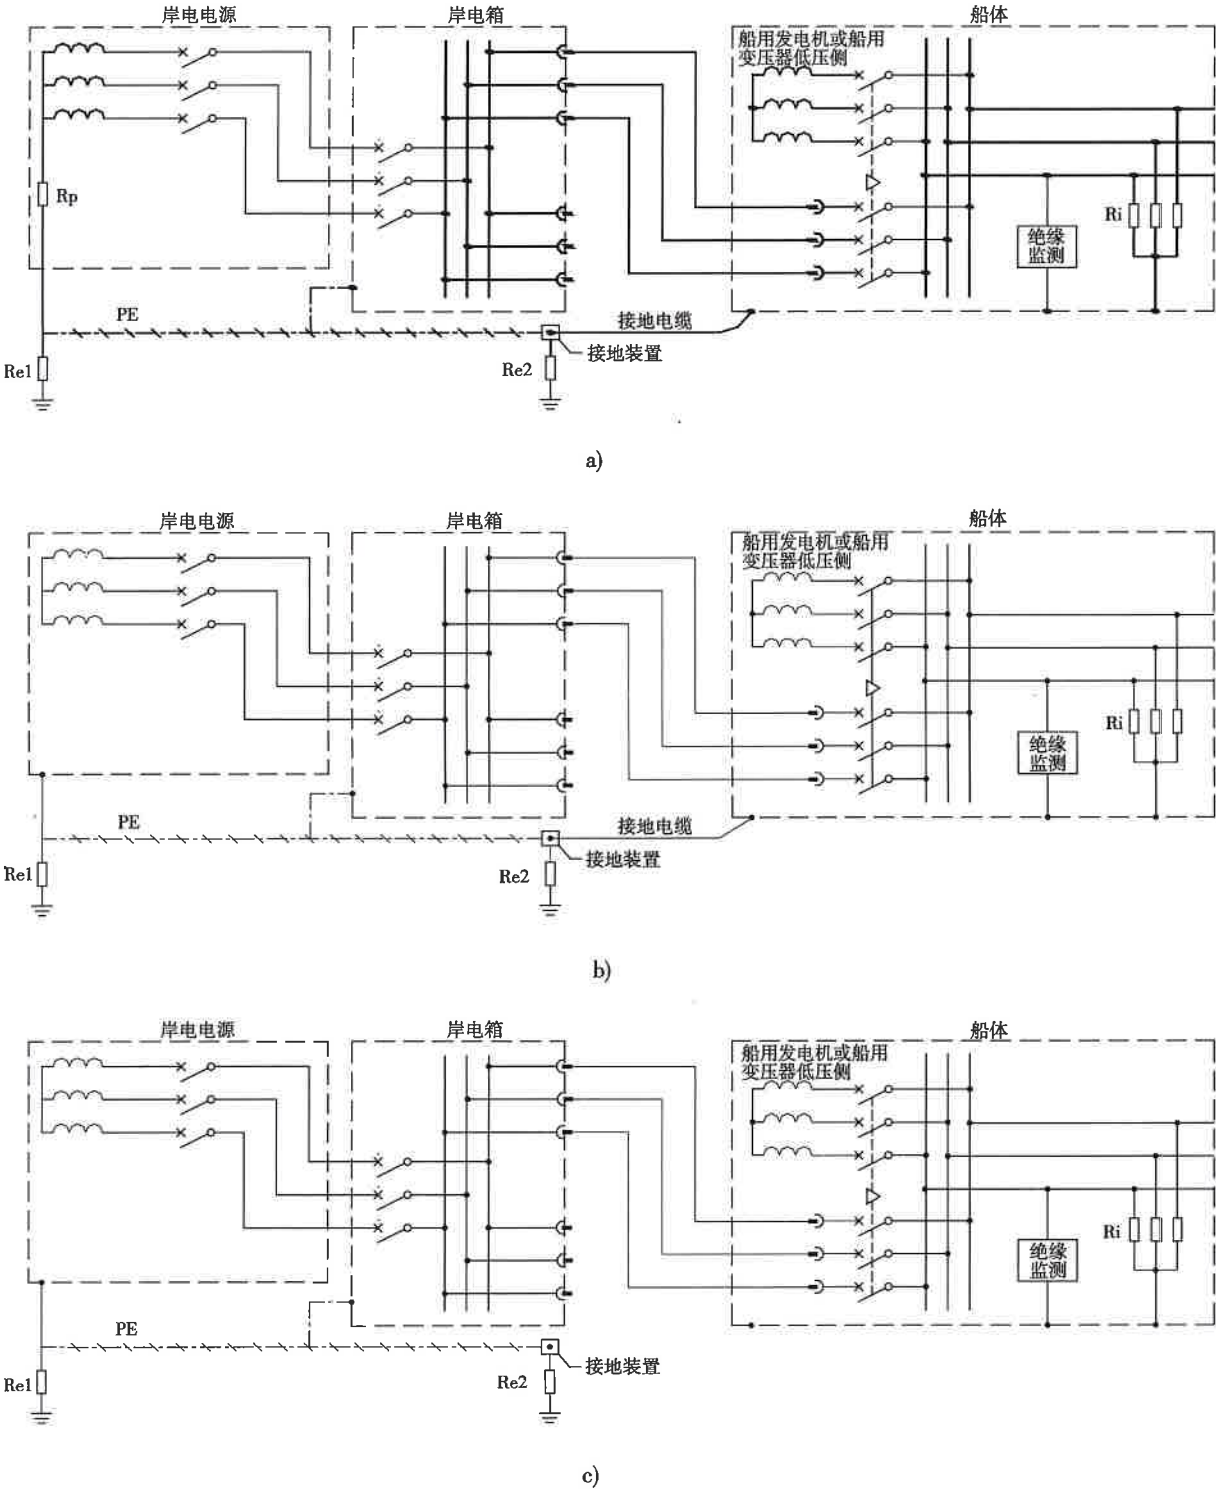 岸电电源
岸电箱
船体
船用发电机或船用
变压器低压侧
Rp
Ri
绝缘
监测
PE
接地电缆
接地装置
Re1
Re2
a)
岸电电源
岸电箱
船体
船用发电机或船用
变压器低压侧
Ri
绝缘
监测
PE
接地电缆
接地装置
Re1
Re2
b)
岸电电源
岸电箱
船体
船用发电机或船用
变压器低压侧
Ri
绝缘
监测
PE
接地装置
Re1
Re2
c)